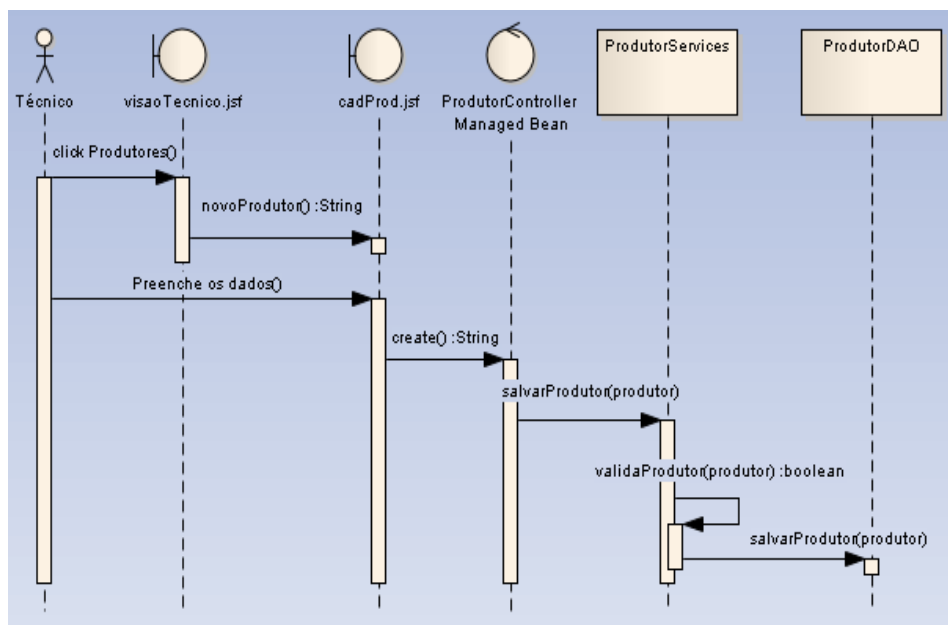 Técnico
visaoTecnico.jsf
cadProd.jsf
ProdutorController
Managed Bean
ProdutorServices
ProdutorDAO
click Produtores()
novoProdutor() :String
Preenche os dados()
create() :String
salvarProdutor(produtor)
validaProdutor(produtor) :boolean
salvarProdutor(produtor)